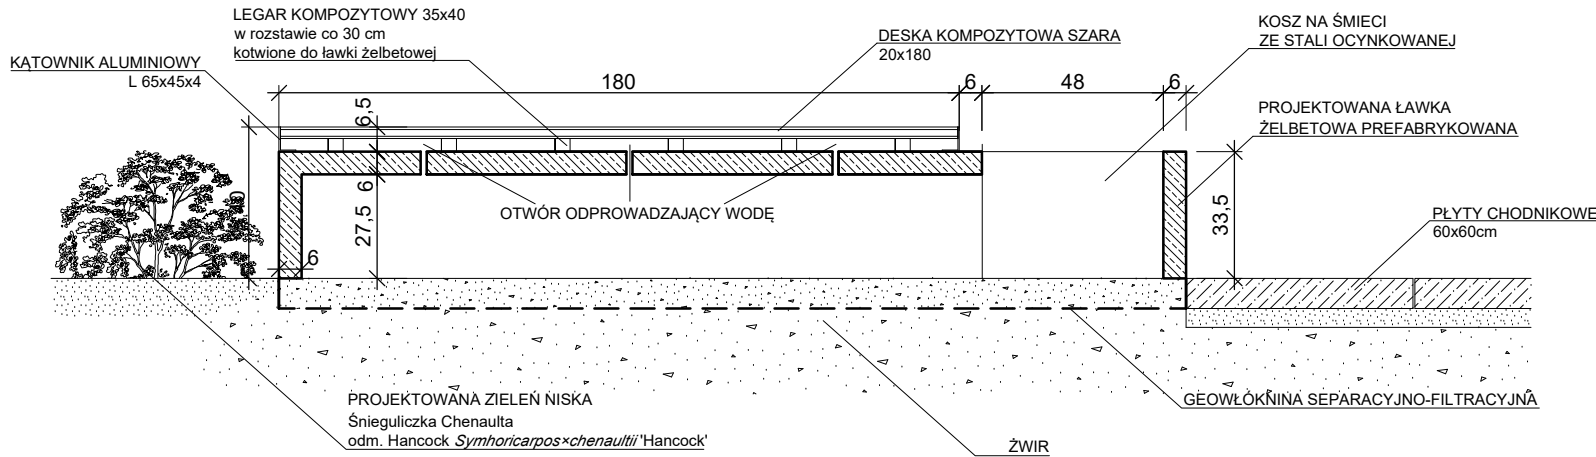 LEGAR KOMPOZYTOWY 35x40
w rozstawie co 30 cm
kotwione do ławki żelbetowej
KĄTOWNIK ALUMINIOWY
L 65x45x4
DESKA KOMPOZYTOWA SZARA
20x180
KOSZ NA ŚMIECI
ZE STALI OCYNKOWANEJ
180
6
48
6
PROJEKTOWANA ŁAWKA
ŻELBETOWA PREFABRYKOWANA
6,5
6
27,5
6
OTWÓR ODPROWADZAJĄCY WODĘ
33,5
PŁYTY CHODNIKOWE
60x60cm
PROJEKTOWANA ZIELEŃ NISKA
Śnieguliczka Chenaulta
odm. Hancock Symhoricarpos×chenaultii 'Hancock'
GEOWŁÓKNINA SEPARACYJNO-FILTRACYJNA
ŻWIR